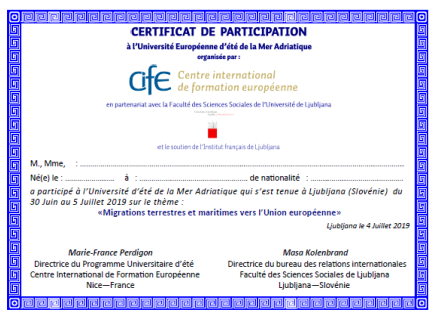 CERTIFICAT DE PARTICIPATION
à l'Université Européenne d'été de la Mer Adriatique
organisée par :
cife Centre international
de formation européenne
en partenariat avec la Faculté des Sciences Sociales de l'Université de Ljubljana
et le soutien de l'Institut français de Ljubljana
M., Mme, :
Né(e) le : à : de nationalité :
a participé à l'Université d'été de la Mer Adriatique qui s'est tenue à Ljubljana (Slovénie) du
30 Juin au 5 Juillet 2019 sur le thème :
«Migrations terrestres et maritimes vers l'Union européenne»
Ljubljana le 4 Juillet 2019
Marie-France Perdigon
Directrice du Programme Universitaire d'été
Centre International de Formation Européenne
Nice—France
Masa Kolenbrand
Directrice du bureau des relations internationales
Faculté des Sciences Sociales de Ljubljana
Ljubljana—Slovénie